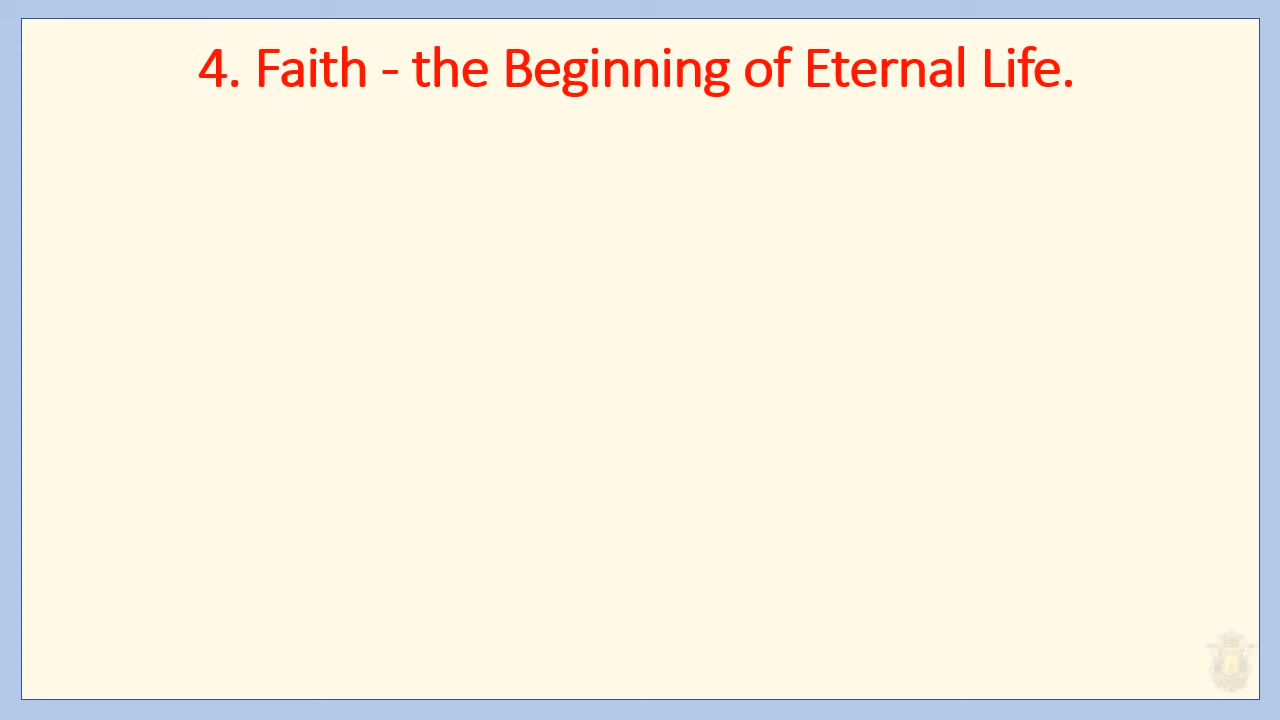 4. Faith - the Beginning of Eternal Life.